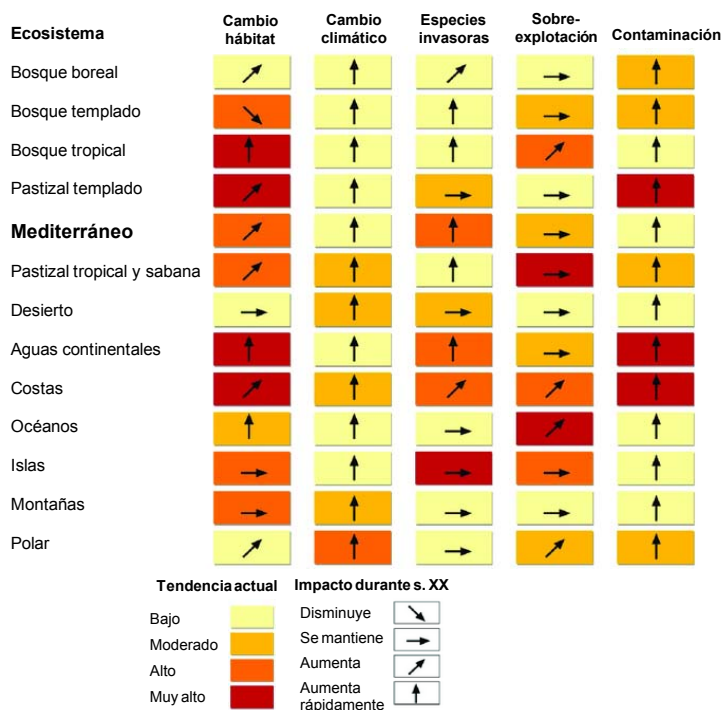 Ecosistema
Cambio hábitat
Cambio climático
Especies invasoras
Sobre-explotación
Contaminación
Bosque boreal
Bosque templado
Bosque tropical
Pastizal templado
Mediterráneo
Pastizal tropical y sabana
Desierto
Aguas continentales
Costas
Océanos
Islas
Montañas
Polar
Tendencia actual
Bajo
Moderado
Alto
Muy alto
Impacto durante s. XX
Disminuye
Se mantiene
Aumenta
Aumenta
rápidamente